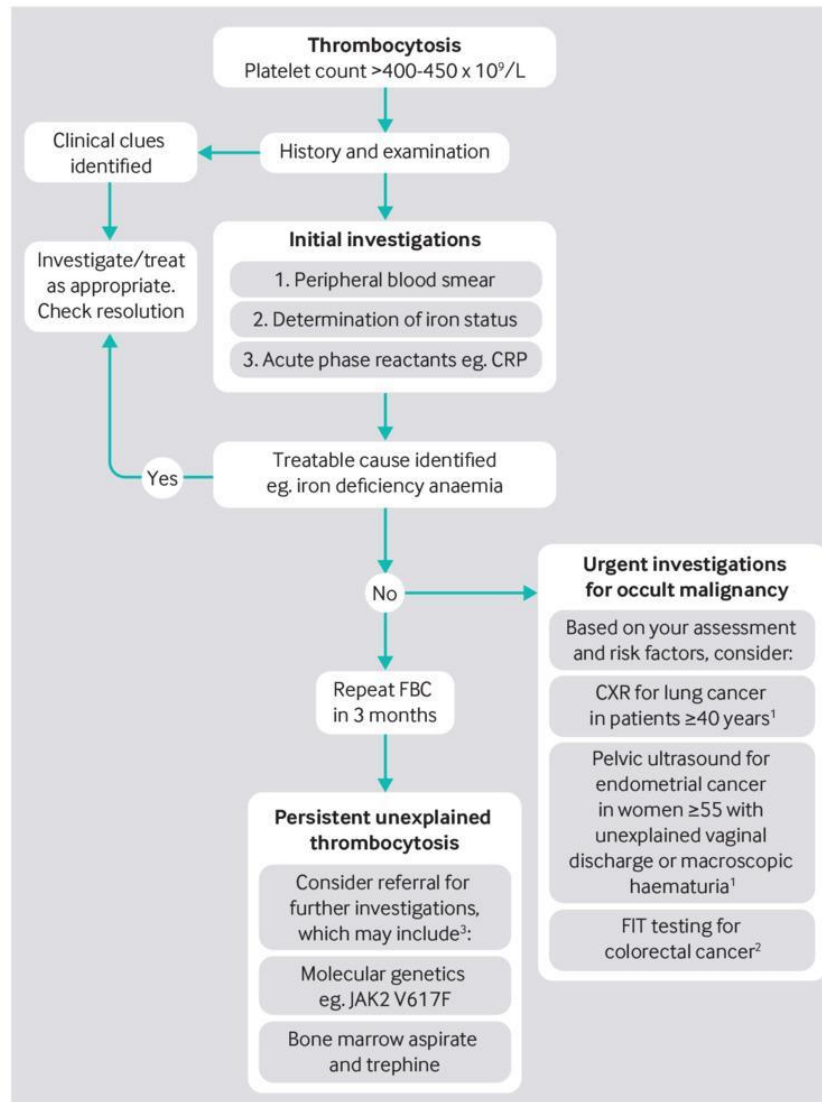 Thrombocytosis
Platelet count >400-450 x 10⁹/L
Clinical clues
identified
History and examination
Investigate/treat
as appropriate.
Check resolution
Initial investigations
1. Peripheral blood smear
2. Determination of iron status
3. Acute phase reactants eg. CRP
Yes
Treatable cause identified
eg. iron deficiency anaemia
No
Urgent investigations
for occult malignancy
Based on your assessment
and risk factors, consider:
CXR for lung cancer
in patients ≥40 years¹
Pelvic ultrasound for
endometrial cancer
in women ≥55 with
unexplained vaginal
discharge or macroscopic
haematuria¹
FIT testing for
colorectal cancer²
Repeat FBC
in 3 months
Persistent unexplained
thrombocytosis
Consider referral for
further investigations,
which may include³:
Molecular genetics
eg. JAK2 V617F
Bone marrow aspirate
and trephine